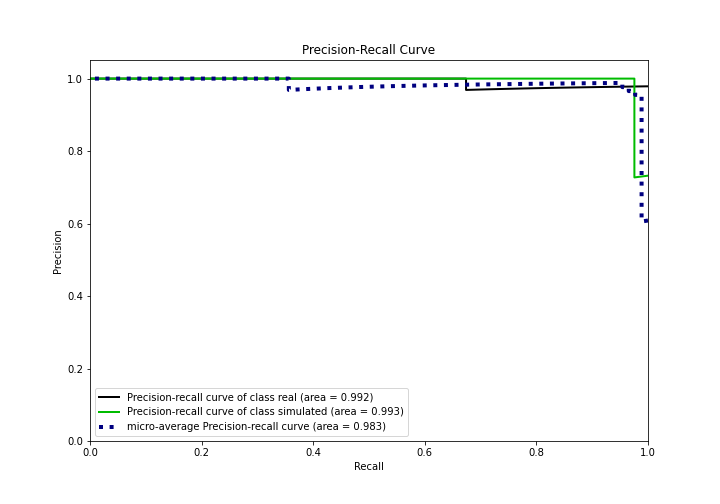 Precision-Recall Curve
1.0
0.8
0.6
0.4
0.2
0.0
Precision
Precision-recall curve of class real (area = 0.992)
Precision-recall curve of class simulated (area = 0.993)
micro-average Precision-recall curve (area = 0.983)
0.0 0.2 0.4 0.6 0.8 1.0
Recall